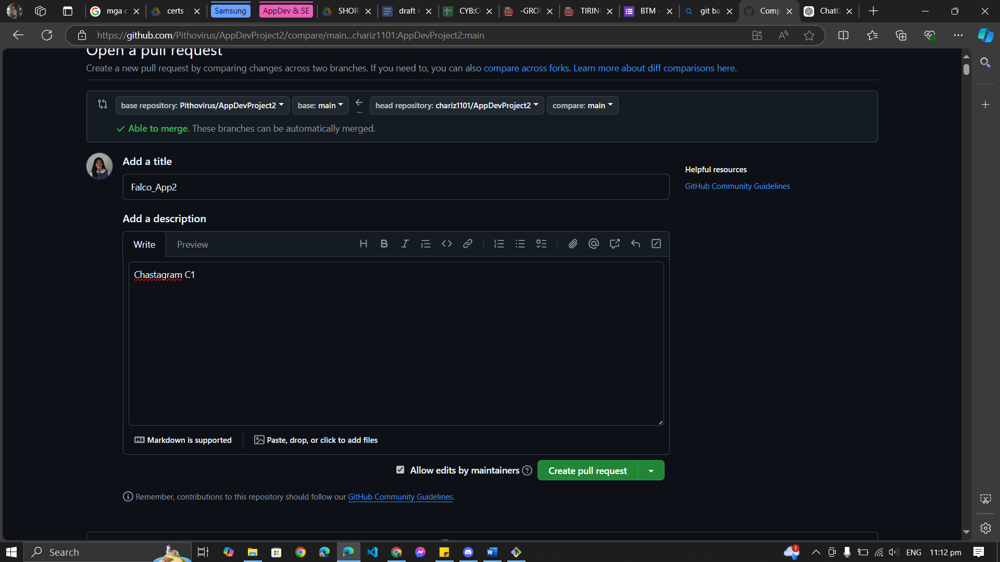 mga c
certs -
Samsung
AppDev & SE
SHOR
draft #
CYB:O
-GROU
TIRIN
BTM -
git ba
Comp
ChatG
https://github.com/Pithovirus/AppDevProject2/compare/main...chariz1101:AppDevProject2:main
Open a pull request
Create a new pull request by comparing changes across two branches. If you need to, you can also compare across forks. Learn more about diff comparisons here.
base repository: Pithovirus/AppDevProject2
base: main
...
head repository: chariz1101/AppDevProject2
compare: main
Able to merge. These branches can be automatically merged.
Add a title
Helpful resources
Falco_App2
GitHub Community Guidelines
Add a description
Write
Preview
Chastagram C1
Markdown is supported
Paste, drop, or click to add files
Allow edits by maintainers
Create pull request
Remember, contributions to this repository should follow our GitHub Community Guidelines.
Search
1
ENG
11:12 pm